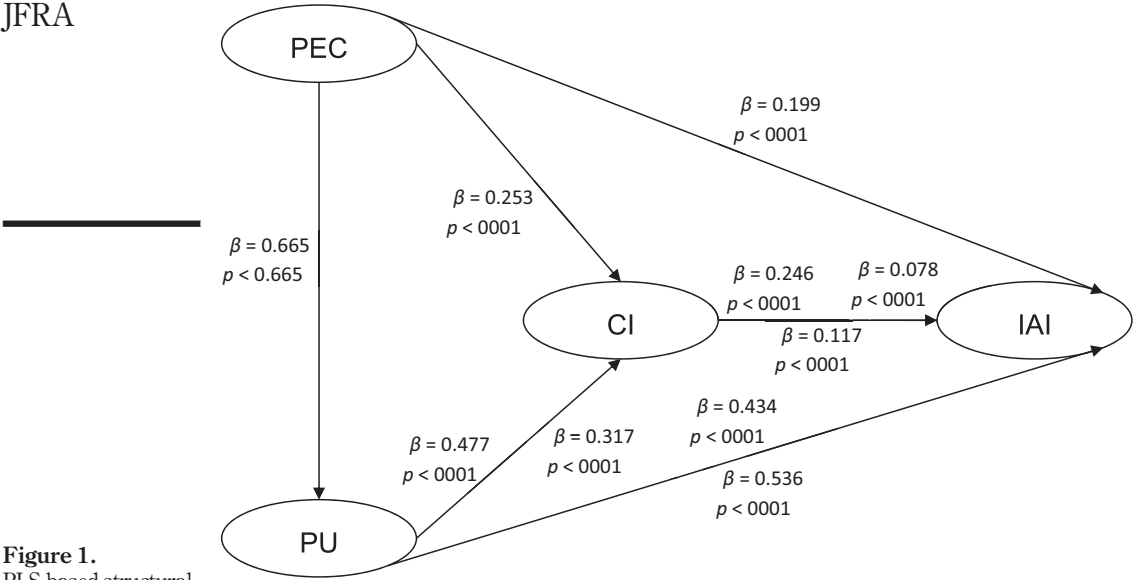 JFRA
PEC
β = 0.199
p < 0001
β = 0.253
p < 0001
β = 0.665
p < 0.665
β = 0.246
p < 0001
β = 0.078
p < 0001
CI
IAI
β = 0.117
p < 0001
β = 0.434
p < 0001
β = 0.477
p < 0001
β = 0.317
p < 0001
β = 0.536
p < 0001
PU
Figure 1.
PLS based structural